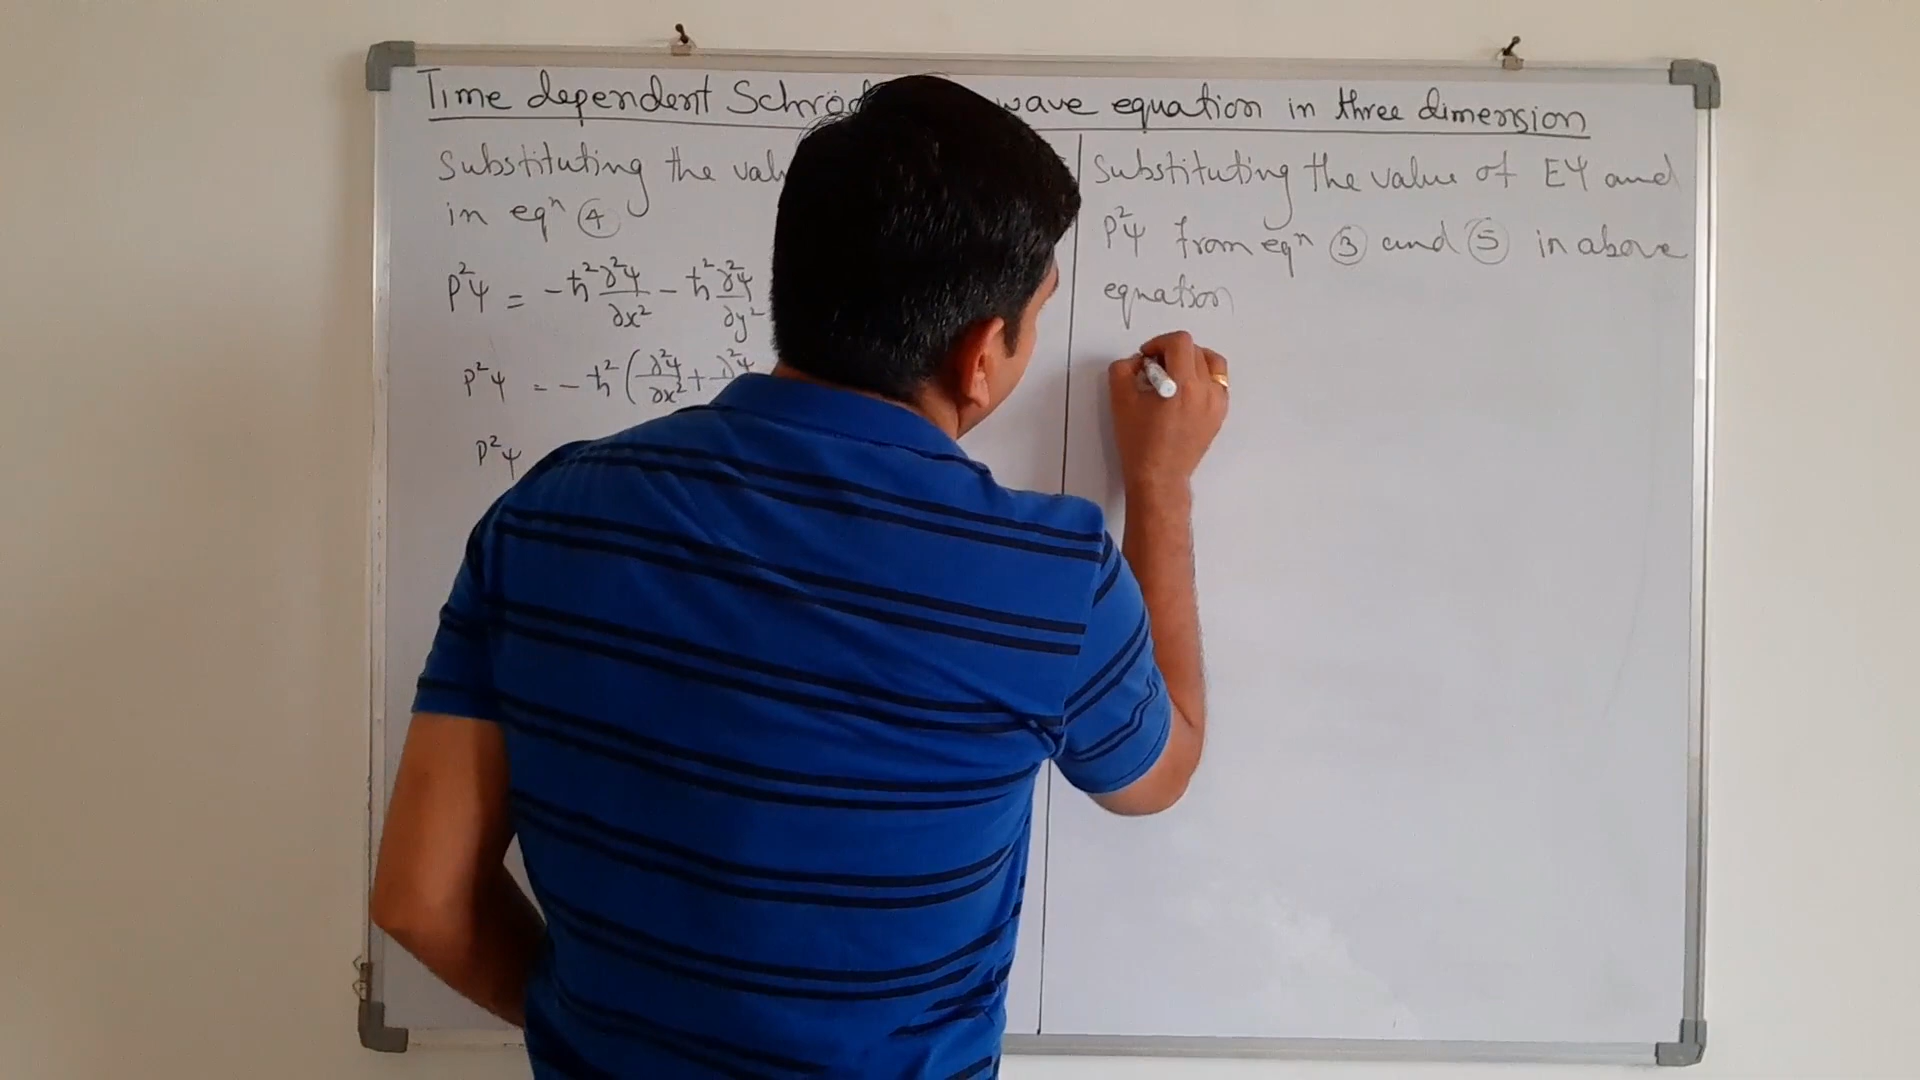 Time dependent Schrod wave equation in three dimension
Substituting the valu
in eqⁿ ④
P²ψ = -ħ² ∂²ψ/∂x² - ħ² ∂²ψ/∂y²
P²ψ = -ħ² (∂²ψ/∂x² + ∂²ψ
P²ψ
Substituting the value of Eψ and
P²ψ from eqⁿ ③ and ⑤ in above
equation